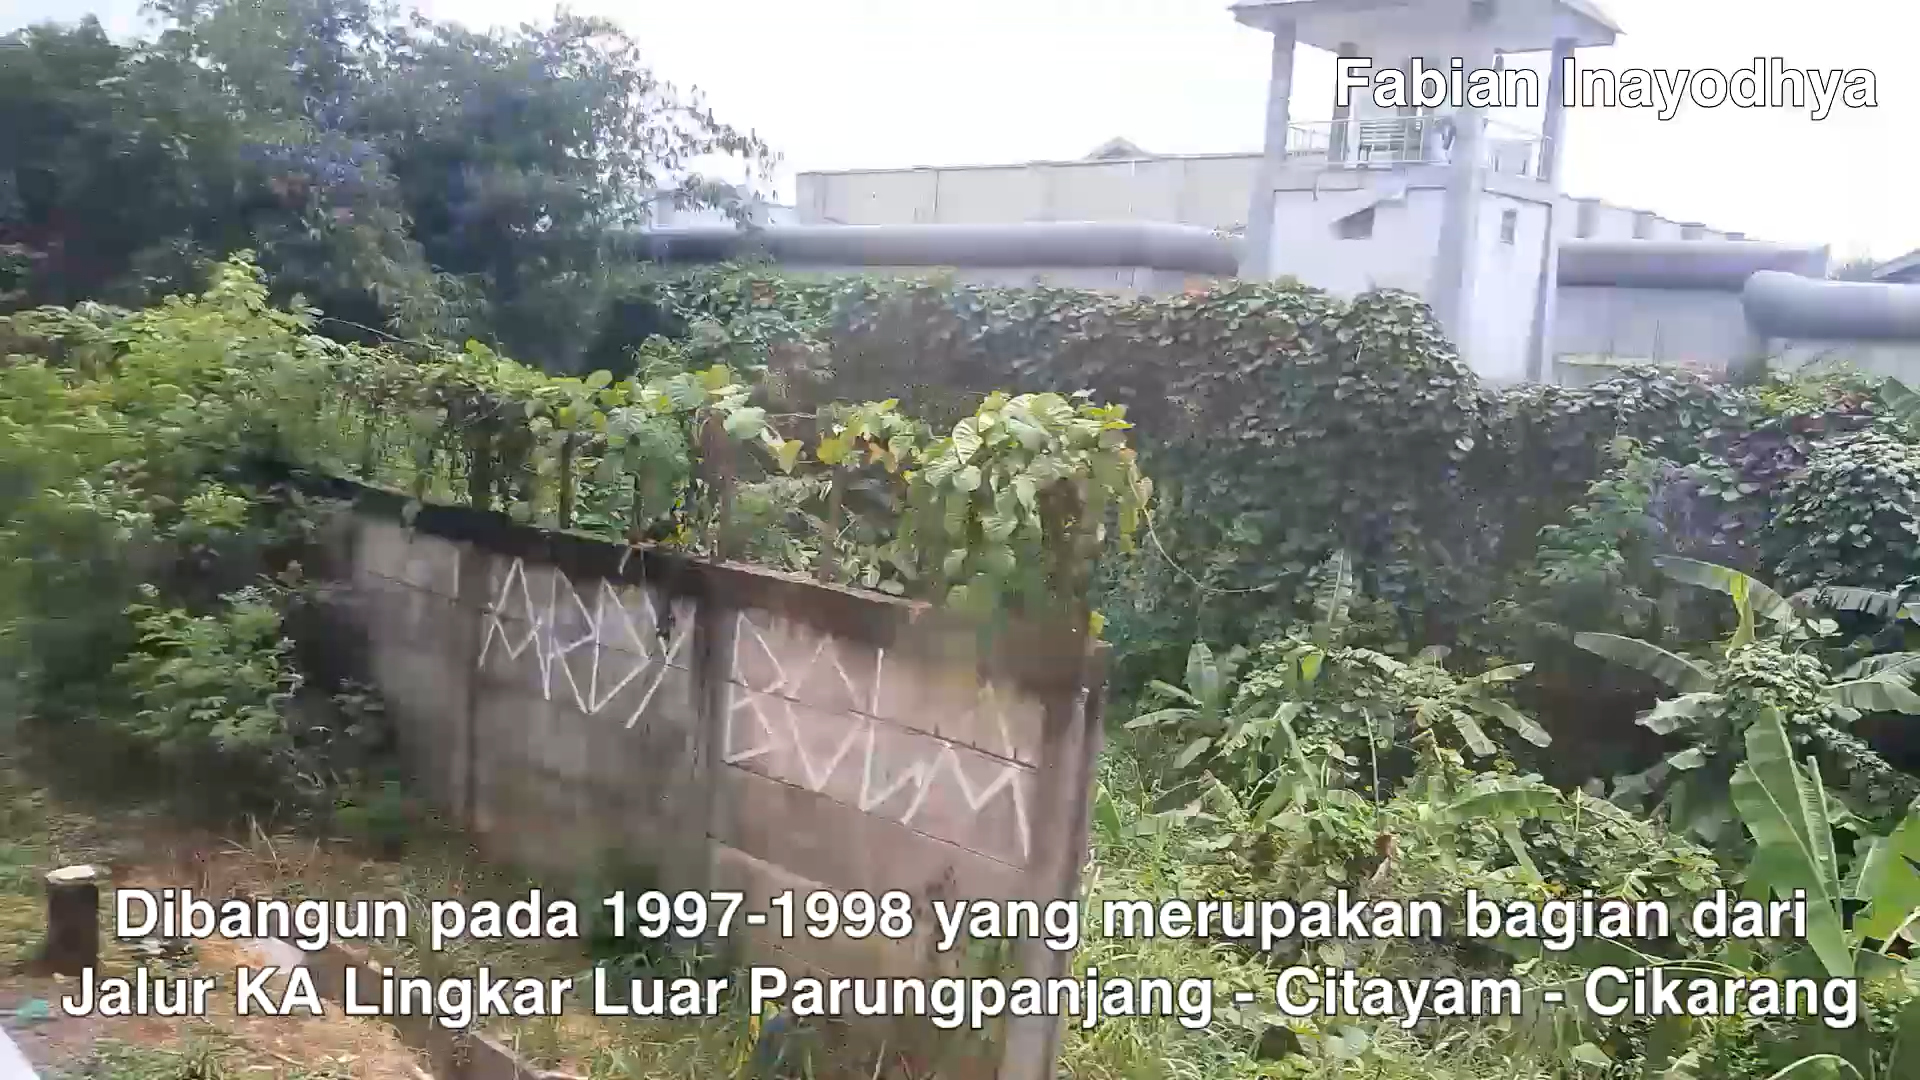 Fabian Inayodhya
Dibangun pada 1997-1998 yang merupakan bagian dari
Jalur KA Lingkar Luar Parungpanjang - Citayam - Cikarang